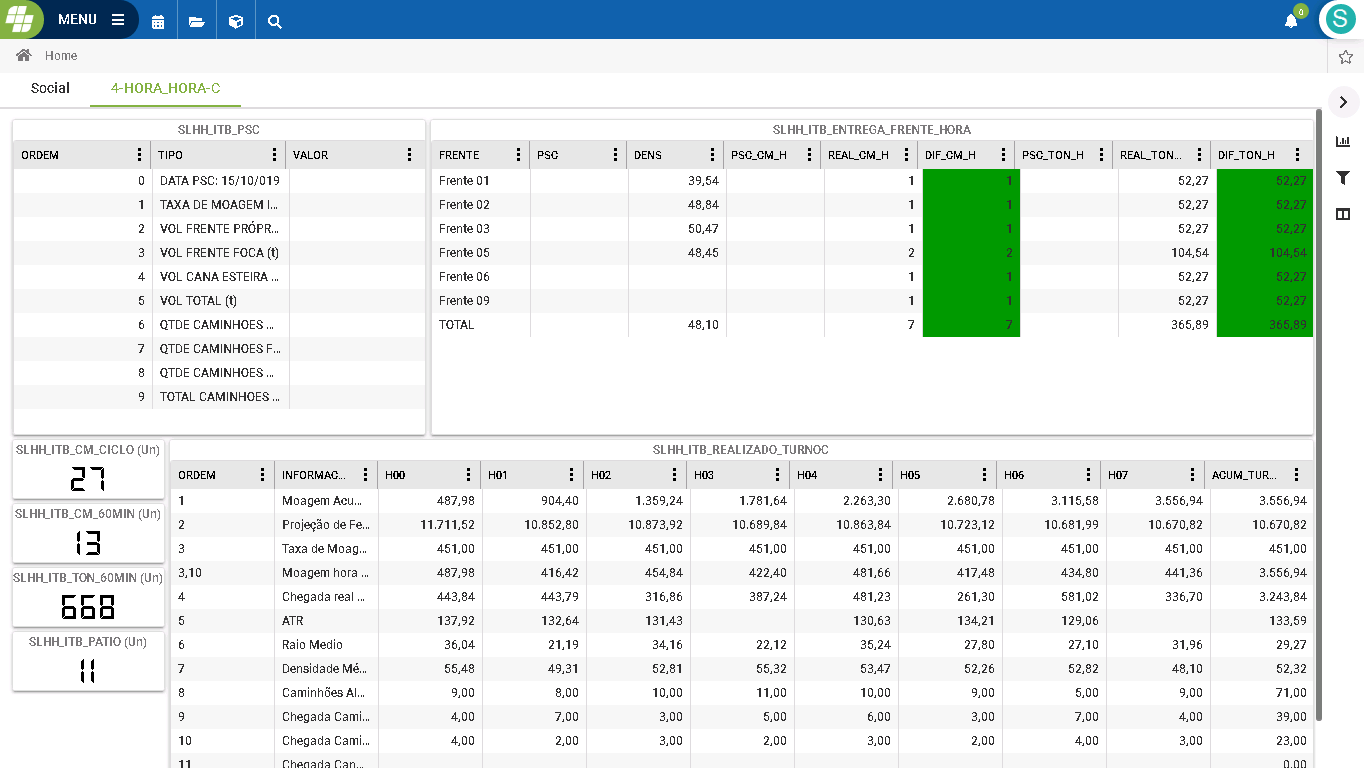 MENU
0
S
Home
Social 4-HORA_HORA-C
SLHH_ITB_PSC
ORDEM TIPO VALOR
0 DATA PSC: 15/10/019
1 TAXA DE MOAGEM I...
2 VOL FRENTE PRÓPR...
3 VOL FRENTE FOCA (t)
4 VOL CANA ESTEIRA ...
5 VOL TOTAL (t)
6 QTDE CAMINHOES ...
7 QTDE CAMINHOES F...
8 QTDE CAMINHOES ...
9 TOTAL CAMINHOES ...
SLHH_ITB_ENTREGA_FRENTE_HORA
FRENTE PSC DENS PSC_CM_H REAL_CM_H DIF_CM_H PSC_TON_H REAL_TON... DIF_TON_H
Frente 01 39,54 1 1 52,27 52,27
Frente 02 48,84 1 1 52,27 52,27
Frente 03 50,47 1 1 52,27 52,27
Frente 05 48,45 2 2 104,54 104,54
Frente 06 1 1 52,27 52,27
Frente 09 1 1 52,27 52,27
TOTAL 48,10 7 7 365,89 365,89
SLHH_ITB_CM_CICLO (Un)
27
SLHH_ITB_CM_60MIN (Un)
13
SLHH_ITB_TON_60MIN (Un)
668
SLHH_ITB_PATIO (Un)
11
SLHH_ITB_REALIZADO_TURNOC
ORDEM INFORMAC... H00 H01 H02 H03 H04 H05 H06 H07 ACUM_TUR...
1 Moagem Acu... 487,98 904,40 1.359,24 1.781,64 2.263,30 2.680,78 3.115,58 3.556,94 3.556,94
2 Projeção de Fe... 11.711,52 10.852,80 10.873,92 10.689,84 10.863,84 10.723,12 10.681,99 10.670,82 10.670,82
3 Taxa de Moag... 451,00 451,00 451,00 451,00 451,00 451,00 451,00 451,00 451,00
3,10 Moagem hora ... 487,98 416,42 454,84 422,40 481,66 417,48 434,80 441,36 3.556,94
4 Chegada real ... 443,84 443,79 316,86 387,24 481,23 261,30 581,02 336,70 3.243,84
5 ATR 137,92 132,64 131,43 130,63 134,21 129,06 133,59
6 Raio Medio 36,04 21,19 34,16 22,12 35,24 27,80 27,10 31,96 29,27
7 Densidade Mé... 55,48 49,31 52,81 55,32 53,47 52,26 52,82 48,10 52,32
8 Caminhões Al... 9,00 8,00 10,00 11,00 10,00 9,00 5,00 9,00 71,00
9 Chegada Cami... 4,00 7,00 3,00 5,00 6,00 3,00 7,00 4,00 39,00
10 Chegada Cami... 4,00 2,00 3,00 2,00 3,00 2,00 4,00 3,00 23,00
11 Chegada Can... 0,00